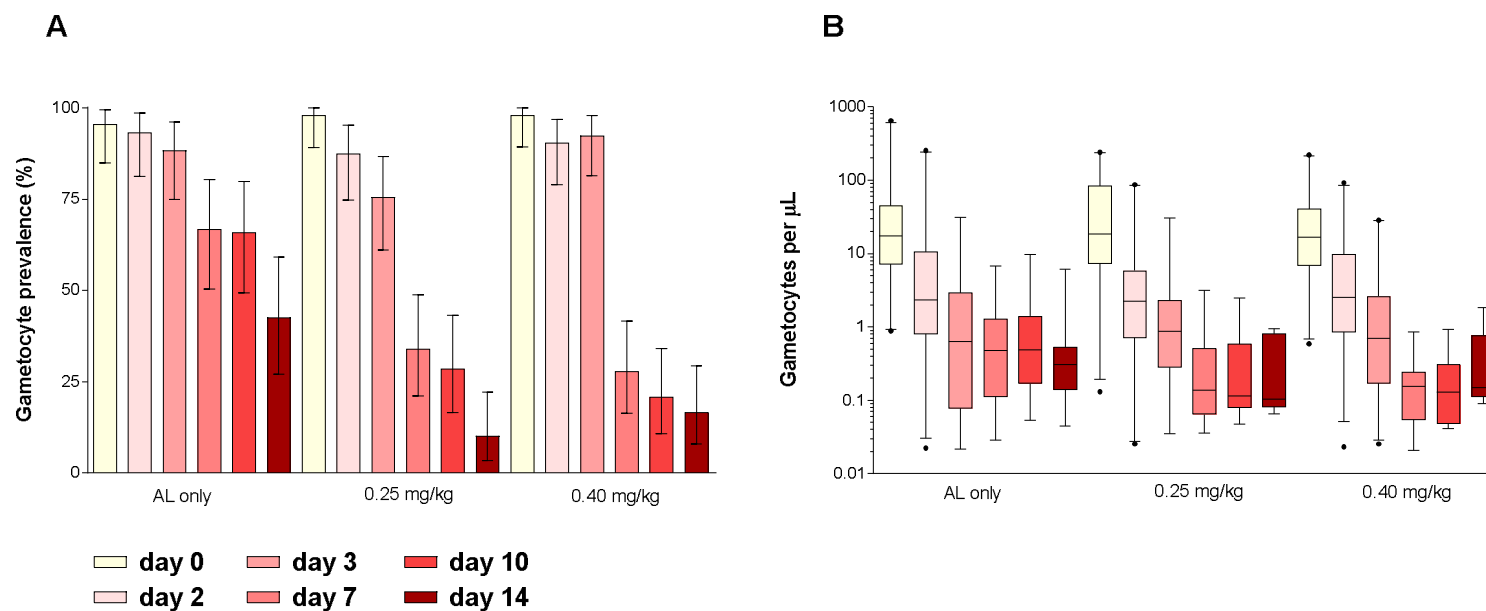 A
B
Gametocyte prevalence (%)
100
75
50
25
0
AL only
0.25 mg/kg
0.40 mg/kg
Gametocytes per μL
1000
100
10
1
0.1
0.01
AL only
0.25 mg/kg
0.40 mg/kg
day 0
day 3
day 10
day 2
day 7
day 14